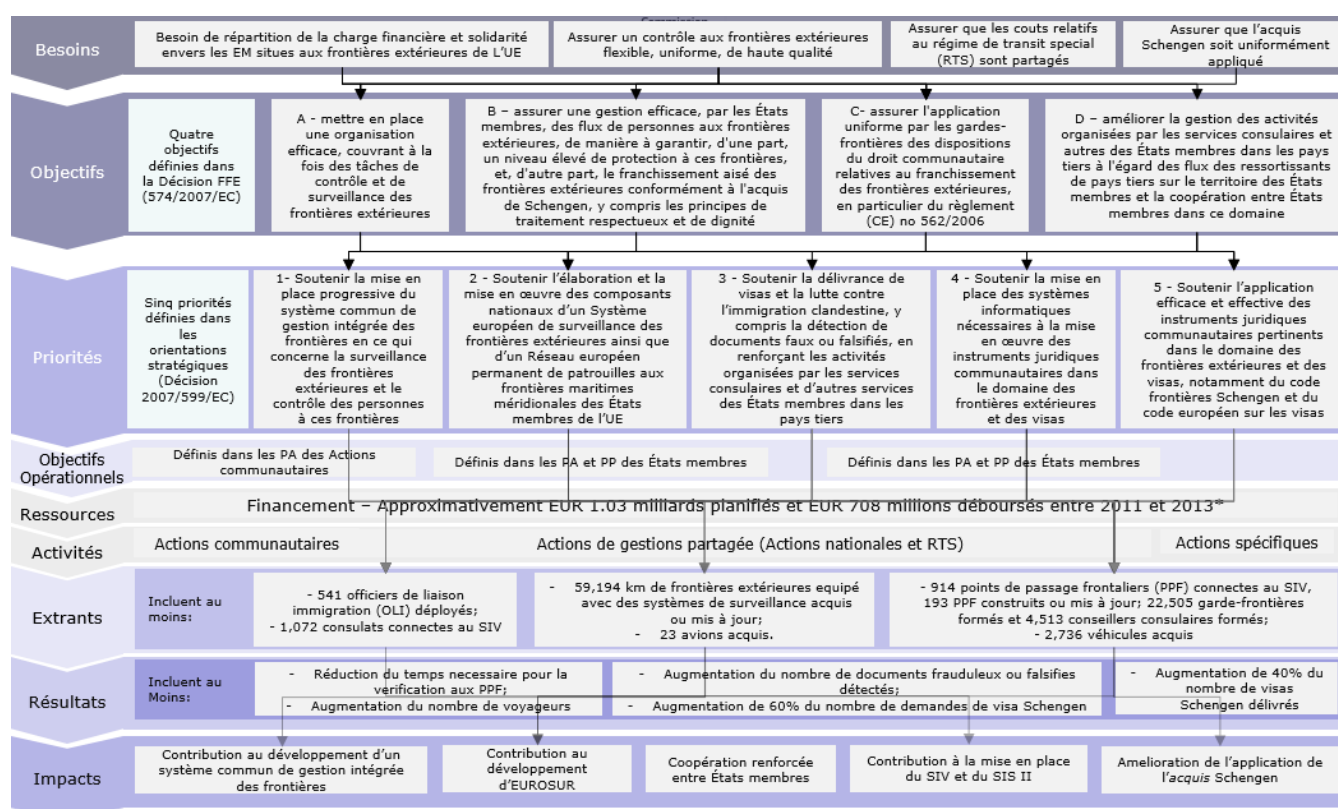 Commission
Besoins
Besoin de répartition de la charge financière et solidarité
envers les EM situes aux frontières extérieures de L'UE
Assurer un contrôle aux frontières extérieures
flexible, uniforme, de haute qualité
Assurer que les couts relatifs
au régime de transit special
(RTS) sont partagés
Assurer que l'acquis
Schengen soit uniformément
appliqué
Objectifs
Quatre
objectifs
définies dans
la Décision FFE
(574/2007/EC)
A - mettre en place
une organisation
efficace, couvrant à la
fois des tâches de
contrôle et de
surveillance des
frontières extérieures
B – assurer une gestion efficace, par les États
membres, des flux de personnes aux frontières
extérieures, de manière à garantir, d'une part,
un niveau élevé de protection à ces frontières,
et, d'autre part, le franchissement aisé des
frontières extérieures conformément à l'acquis
de Schengen, y compris les principes de
traitement respectueux et de dignité
C- assurer l'application
uniforme par les gardes-
frontières des dispositions
du droit communautaire
relatives au franchissement
des frontières extérieures,
en particulier du règlement
(CE) no 562/2006
D – améliorer la gestion des activités
organisées par les services consulaires et
autres des États membres dans les pays
tiers à l'égard des flux des ressortissants
de pays tiers sur le territoire des États
membres et la coopération entre États
membres dans ce domaine
Priorités
Sinq priorités
définies dans
les
orientations
stratégiques
(Décision
2007/599/EC)
1- Soutenir la mise en
place progressive du
système commun de
gestion intégrée des
frontières en ce qui
concerne la surveillance
des frontières
extérieures et le
contrôle des personnes
à ces frontières
2 - Soutenir l'élaboration et la
mise en œuvre des composants
nationaux d'un Système
européen de surveillance des
frontières extérieures ainsi que
d'un Réseau européen
permanent de patrouilles aux
frontières maritimes
méridionales des États
membres de l'UE
3 - Soutenir la délivrance de
visas et la lutte contre
l'immigration clandestine, y
compris la détection de
documents faux ou falsifiés, en
renforçant les activités
organisées par les services
consulaires et d'autres services
des États membres dans les
pays tiers
4 - Soutenir la mise en
place des systèmes
informatiques
nécessaires à la mise
en œuvre des
instruments juridiques
communautaires dans
le domaine des
frontières extérieures
et des visas
5 - Soutenir l'application
efficace et effective des
instruments juridiques
communautaires pertinents
dans le domaine des
frontières extérieures et des
visas, notamment du code
frontières Schengen et du
code européen sur les visas
Objectifs
Opérationnels
Définis dans les PA des Actions
communautaires
Définis dans les PA et PP des États membres
Définis dans les PA et PP des États membres
Ressources
Financement – Approximativement EUR 1.03 milliards planifiés et EUR 708 millions déboursés entre 2011 et 2013*
Activités
Actions communautaires
Actions de gestions partagée (Actions nationales et RTS)
Actions spécifiques
Extrants
Incluent au
moins:
- 541 officiers de liaison
immigration (OLI) déployés;
- 1,072 consulats connectes au SIV
- 59,194 km de frontières extérieures equipé
avec des systèmes de surveillance acquis
ou mis à jour;
- 23 avions acquis.
- 914 points de passage frontaliers (PPF) connectes au SIV,
193 PPF construits ou mis à jour; 22,505 garde-frontières
formés et 4,513 conseillers consulaires formés;
- 2,736 véhicules acquis
Résultats
Incluent au
Moins:
- Réduction du temps necessaire pour la
vérification aux PPF;
- Augmentation du nombre de voyageurs
- Augmentation du nombre de documents frauduleux ou falsifies
détectés;
- Augmentation de 60% du nombre de demandes de visa Schengen
- Augmentation de 40% du
nombre de visas
Schengen délivrés
Impacts
Contribution au développement d'un
système commun de gestion intégrée
des frontières
Contribution au
développement
d'EUROSUR
Coopération renforcée
entre États membres
Contribution à la mise en place
du SIV et du SIS II
Amelioration de l'application de
l'acquis Schengen